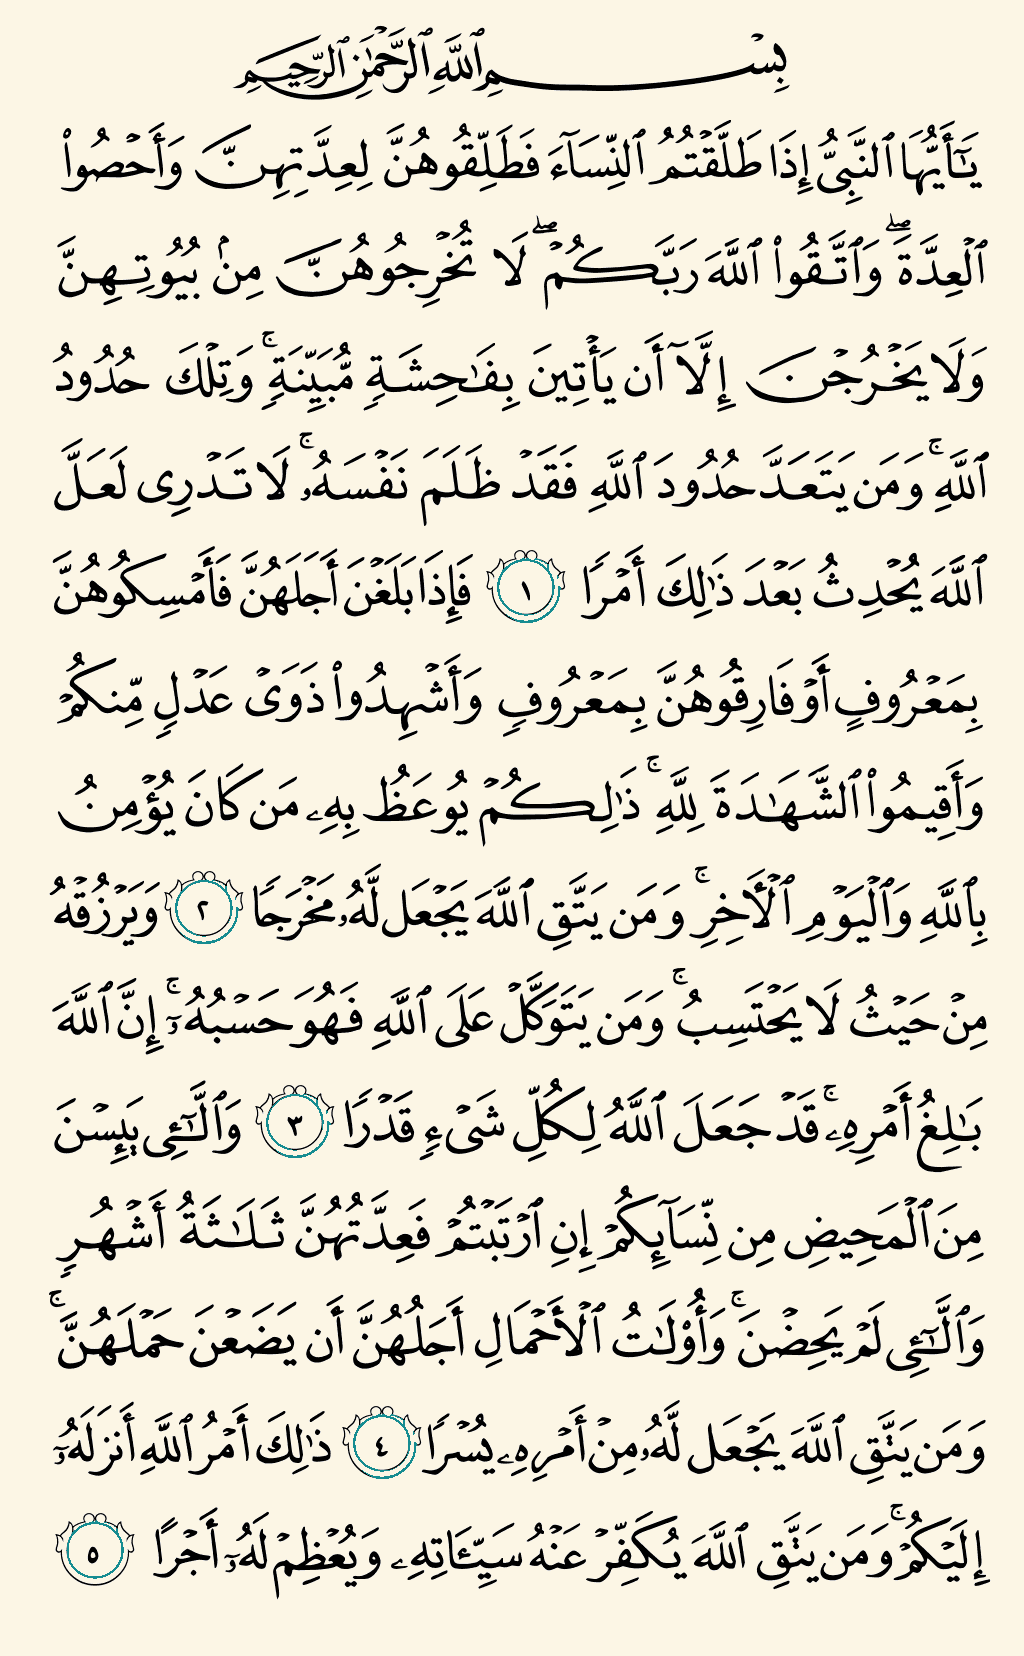 بِسْمِ ٱللَّهِ ٱلرَّحْمَٰنِ ٱلرَّحِيمِ
يَٰٓأَيُّهَا ٱلنَّبِىُّ إِذَا طَلَّقْتُمُ ٱلنِّسَآءَ فَطَلِّقُوهُنَّ لِعِدَّتِهِنَّ وَأَحْصُوا۟
ٱلْعِدَّةَ ۖ وَٱتَّقُوا۟ ٱللَّهَ رَبَّكُمْ ۖ لَا تُخْرِجُوهُنَّ مِنۢ بُيُوتِهِنَّ
وَلَا يَخْرُجْنَ إِلَّآ أَن يَأْتِينَ بِفَٰحِشَةٍ مُّبَيِّنَةٍ ۚ وَتِلْكَ حُدُودُ
ٱللَّهِ ۚ وَمَن يَتَعَدَّ حُدُودَ ٱللَّهِ فَقَدْ ظَلَمَ نَفْسَهُۥ ۚ لَا تَدْرِى لَعَلَّ
ٱللَّهَ يُحْدِثُ بَعْدَ ذَٰلِكَ أَمْرًا ١ فَإِذَا بَلَغْنَ أَجَلَهُنَّ فَأَمْسِكُوهُنَّ
بِمَعْرُوفٍ أَوْ فَارِقُوهُنَّ بِمَعْرُوفٍ وَأَشْهِدُوا۟ ذَوَىْ عَدْلٍ مِّنكُمْ
وَأَقِيمُوا۟ ٱلشَّهَٰدَةَ لِلَّهِ ۚ ذَٰلِكُمْ يُوعَظُ بِهِۦ مَن كَانَ يُؤْمِنُ
بِٱللَّهِ وَٱلْيَوْمِ ٱلْأَخِرِ ۚ وَمَن يَتَّقِ ٱللَّهَ يَجْعَل لَّهُۥ مَخْرَجًا ٢ وَيَرْزُقْهُ
مِنْ حَيْثُ لَا يَحْتَسِبُ ۚ وَمَن يَتَوَكَّلْ عَلَى ٱللَّهِ فَهُوَ حَسْبُهُۥٓ ۚ إِنَّ ٱللَّهَ
بَٰلِغُ أَمْرِهِۦ ۚ قَدْ جَعَلَ ٱللَّهُ لِكُلِّ شَىْءٍ قَدْرًا ٣ وَٱلَّٰٓـِٔى يَئِسْنَ
مِنَ ٱلْمَحِيضِ مِن نِّسَآئِكُمْ إِنِ ٱرْتَبْتُمْ فَعِدَّتُهُنَّ ثَلَٰثَةُ أَشْهُرٍ
وَٱلَّٰٓـِٔى لَمْ يَحِضْنَ ۚ وَأُو۟لَٰتُ ٱلْأَحْمَالِ أَجَلُهُنَّ أَن يَضَعْنَ حَمْلَهُنَّ ۚ
وَمَن يَتَّقِ ٱللَّهَ يَجْعَل لَّهُۥ مِنْ أَمْرِهِۦ يُسْرًا ٤ ذَٰلِكَ أَمْرُ ٱللَّهِ أَنزَلَهُۥٓ
إِلَيْكُمْ ۚ وَمَن يَتَّقِ ٱللَّهَ يُكَفِّرْ عَنْهُ سَيِّـَٔاتِهِۦ وَيُعْظِمْ لَهُۥٓ أَجْرًا ٥